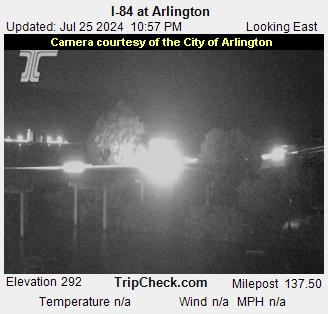 I-84 at Arlington
Updated: Jul 25 2024 10:57 PM Looking East
Camera courtesy of the City of Arlington
Elevation 292 TripCheck.com Milepost 137.50
Temperature n/a Wind n/a MPH n/a